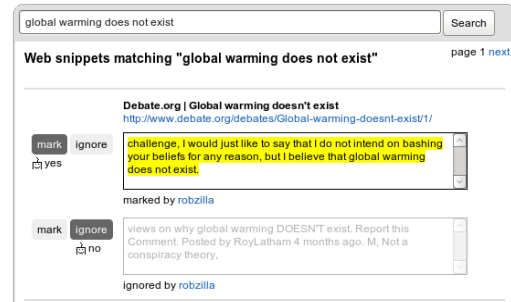 global warming does not exist Search
Web snippets matching "global warming does not exist" page 1 next
Debate.org | Global warming doesn't exist
http://www.debate.org/debates/Global-warming-doesnt-exist/1/
mark ignore
yes
challenge, I would just like to say that I do not intend on bashing
your beliefs for any reason, but I believe that global warming
does not exist.
marked by robzilla
mark ignore
no
views on why global warming DOESN'T exist. Report this
Comment. Posted by RoyLatham 4 months ago. M, Not a
conspiracy theory,
ignored by robzilla